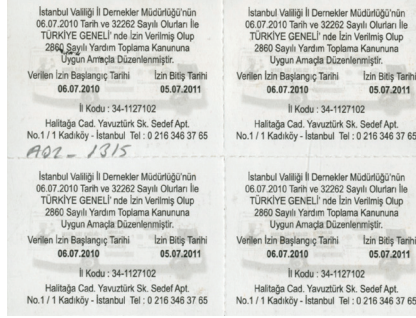 İstanbul Valiliği İl Dernekler Müdürlüğü'nün
06.07.2010 Tarih ve 32262 Sayılı Olurları İle
TÜRKİYE GENELİ' nde İzin Verilmiş Olup
2860 Sayılı Yardım Toplama Kanununa
Uygun Amaçla Düzenlenmiştir.
Verilen İzin Başlangıç Tarihi İzin Bitiş Tarihi
06.07.2010 05.07.2011
İl Kodu : 34-1127102
Halitağa Cad. Yavuztürk Sk. Sedef Apt.
No.1 / 1 Kadıköy - İstanbul Tel : 0 216 346 37 65
İstanbul Valiliği İl Dernekler Müdürlüğü'nün
06.07.2010 Tarih ve 32262 Sayılı Olurları İle
TÜRKİYE GENELİ' nde İzin Verilmiş Olup
2860 Sayılı Yardım Toplama Kanununa
Uygun Amaçla Düzenlenmiştir.
Verilen İzin Başlangıç Tarihi İzin Bitiş Tarihi
06.07.2010 05.07.2011
İl Kodu : 34-1127102
Halitağa Cad. Yavuztürk Sk. Sedef Apt.
No.1 / 1 Kadıköy - İstanbul Tel : 0 216 346 37 65
1315
İstanbul Valiliği İl Dernekler Müdürlüğü'nün
06.07.2010 Tarih ve 32262 Sayılı Olurları İle
TÜRKİYE GENELİ' nde İzin Verilmiş Olup
2860 Sayılı Yardım Toplama Kanununa
Uygun Amaçla Düzenlenmiştir.
Verilen İzin Başlangıç Tarihi İzin Bitiş Tarihi
06.07.2010 05.07.2011
İl Kodu : 34-1127102
Halitağa Cad. Yavuztürk Sk. Sedef Apt.
No.1 / 1 Kadıköy - İstanbul Tel : 0 216 346 37 65
İstanbul Valiliği İl Dernekler Müdürlüğü'nün
06.07.2010 Tarih ve 32262 Sayılı Olurları İle
TÜRKİYE GENELİ' nde İzin Verilmiş Olup
2860 Sayılı Yardım Toplama Kanununa
Uygun Amaçla Düzenlenmiştir.
Verilen İzin Başlangıç Tarihi İzin Bitiş Tarihi
06.07.2010 05.07.2011
İl Kodu : 34-1127102
Halitağa Cad. Yavuztürk Sk. Sedef Apt.
No.1 / 1 Kadıköy - İstanbul Tel : 0 216 346 37 65